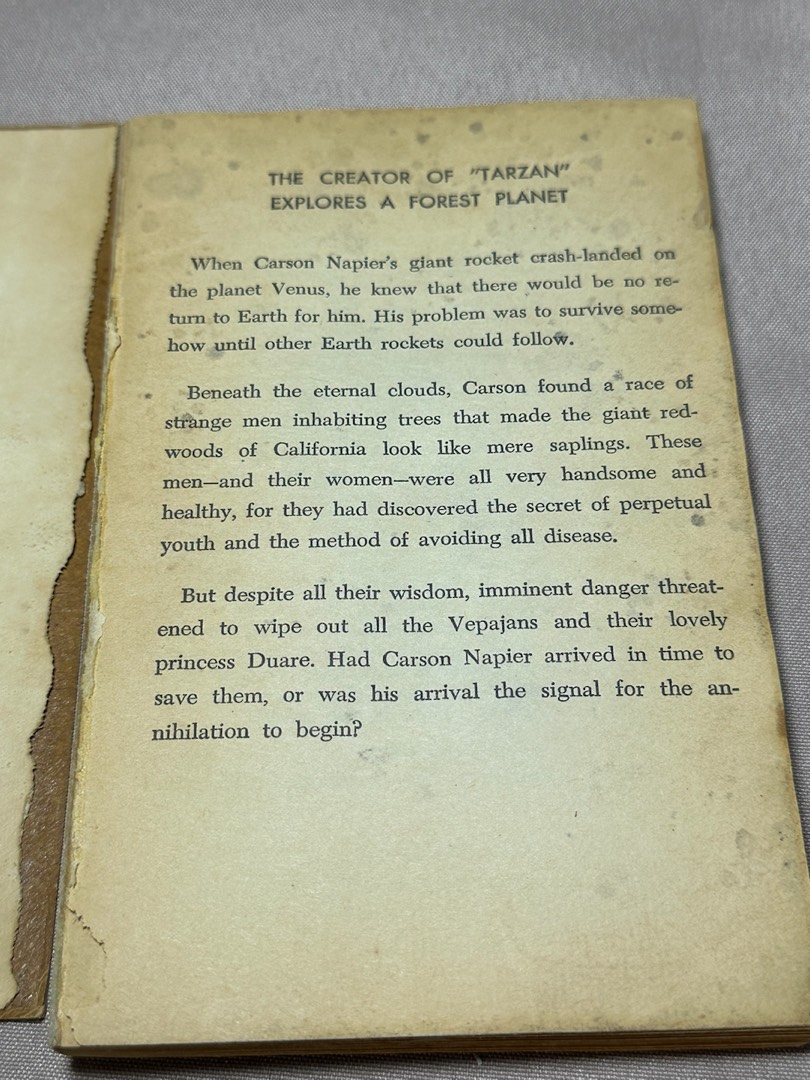 THE CREATOR OF "TARZAN"
EXPLORES A FOREST PLANET
When Carson Napier's giant rocket crash-landed on
the planet Venus, he knew that there would be no re-
turn to Earth for him. His problem was to survive some-
how until other Earth rockets could follow.
Beneath the eternal clouds, Carson found a race of
strange men inhabiting trees that made the giant red-
woods of California look like mere saplings. These
men—and their women—were all very handsome and
healthy, for they had discovered the secret of perpetual
youth and the method of avoiding all disease.
But despite all their wisdom, imminent danger threat-
ened to wipe out all the Vepajans and their lovely
princess Duare. Had Carson Napier arrived in time to
save them, or was his arrival the signal for the an-
nihilation to begin?